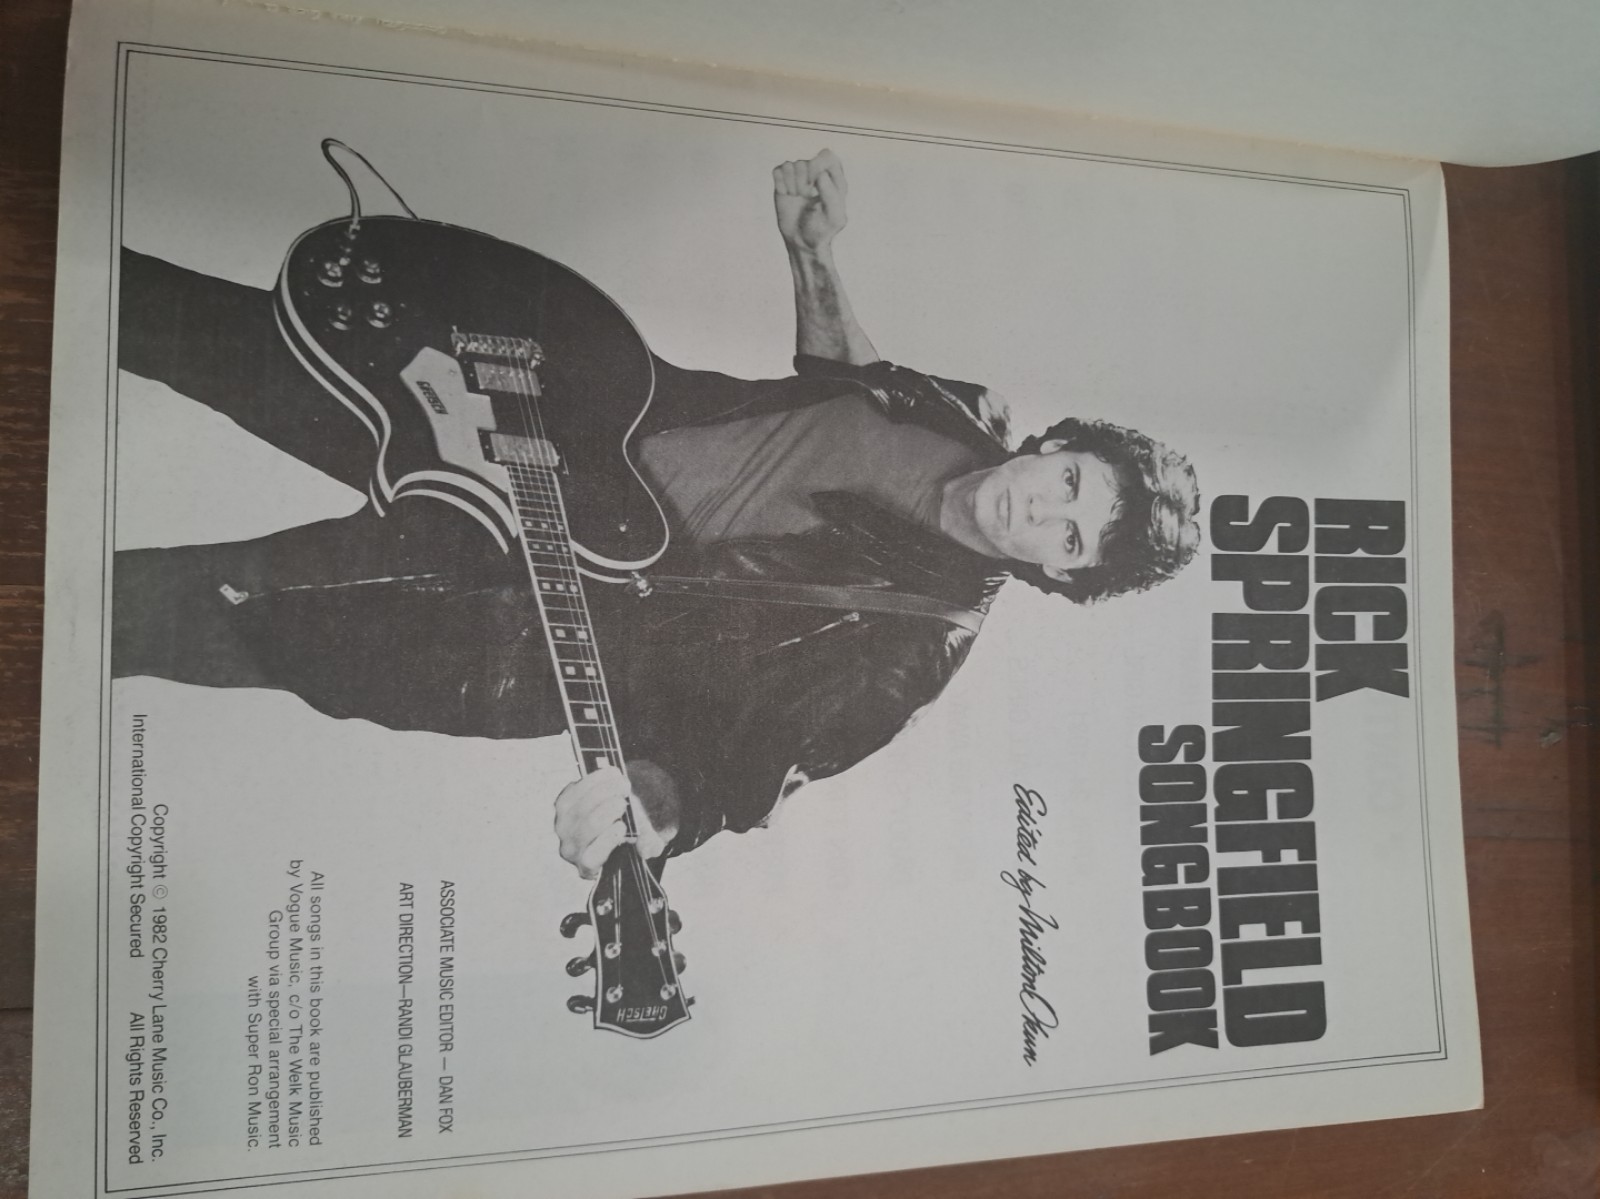 RICK
SPRINGFIELD
SONGBOOK
Edited by Milton Okun
ASSOCIATE MUSIC EDITOR — DAN FOX
ART DIRECTION—RANDI GLAUBERMAN
All songs in this book are published
by Vogue Music, c/o The Welk Music
Group via special arrangement
with Super Ron Music.
Copyright © 1982 Cherry Lane Music Co., Inc.
International Copyright Secured All Rights Reserved
GRETSCH
GRETSCH